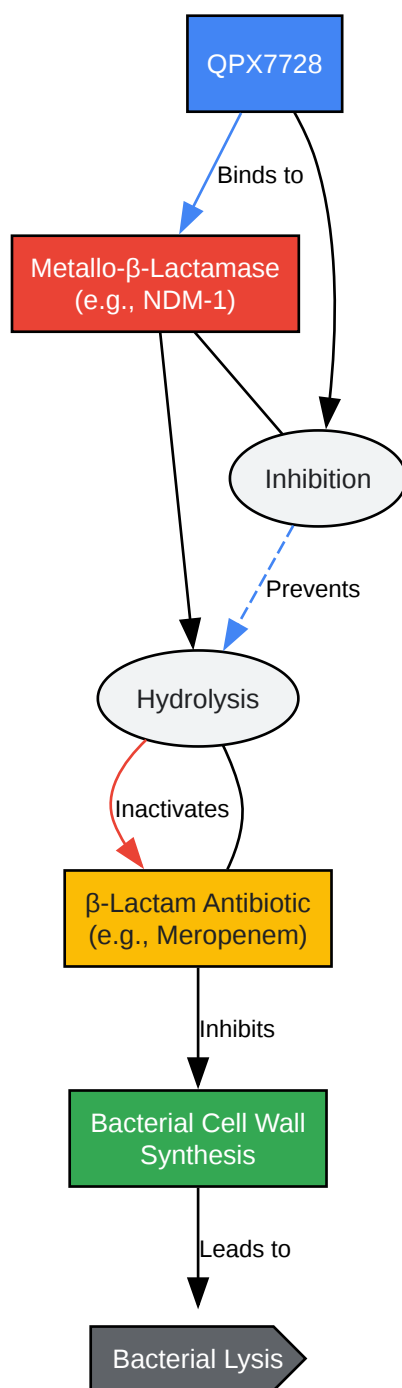 QPX7728
Binds to
Metallo-β-Lactamase
(e.g., NDM-1)
Inhibition
Prevents
Hydrolysis
Inactivates
β-Lactam Antibiotic
(e.g., Meropenem)
Inhibits
Bacterial Cell Wall
Synthesis
Leads to
Bacterial Lysis